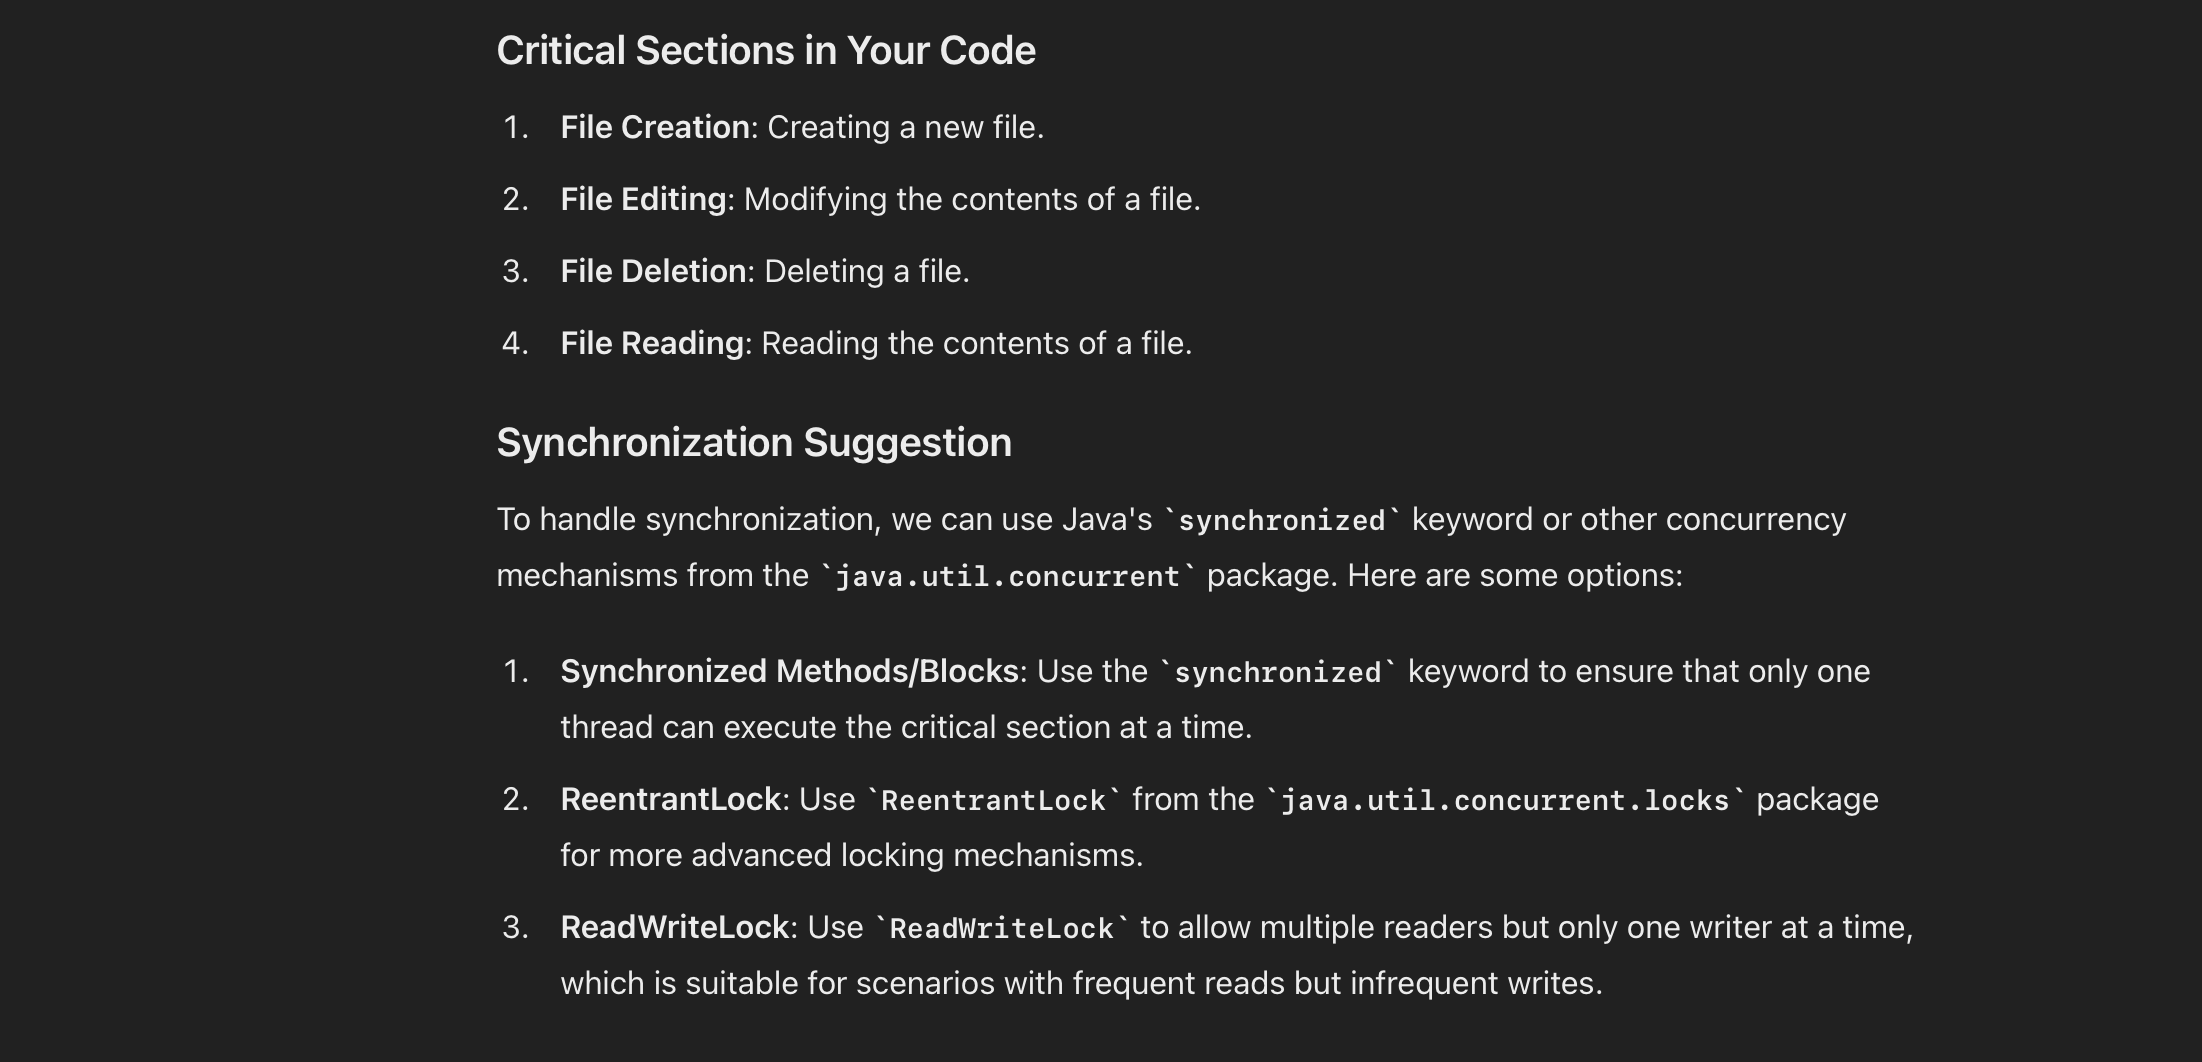 Critical Sections in Your Code
1. File Creation: Creating a new file.
2. File Editing: Modifying the contents of a file.
3. File Deletion: Deleting a file.
4. File Reading: Reading the contents of a file.
Synchronization Suggestion
To handle synchronization, we can use Java's `synchronized` keyword or other concurrency
mechanisms from the `java.util.concurrent` package. Here are some options:
1. Synchronized Methods/Blocks: Use the `synchronized` keyword to ensure that only one
thread can execute the critical section at a time.
2. ReentrantLock: Use `ReentrantLock` from the `java.util.concurrent.locks` package
for more advanced locking mechanisms.
3. ReadWriteLock: Use `ReadWriteLock` to allow multiple readers but only one writer at a time,
which is suitable for scenarios with frequent reads but infrequent writes.